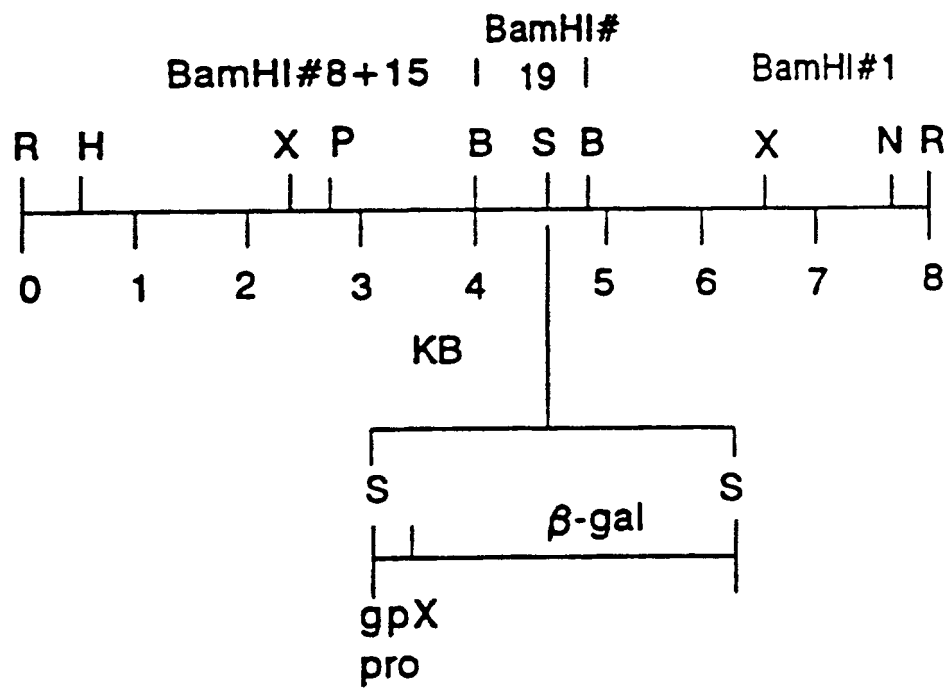 BamHI#
BamHI#8+15 | 19 | BamHI#1
R H X P B S B X N R
0 1 2 3 4 5 6 7 8
KB
S S
β-gal
gpX
pro